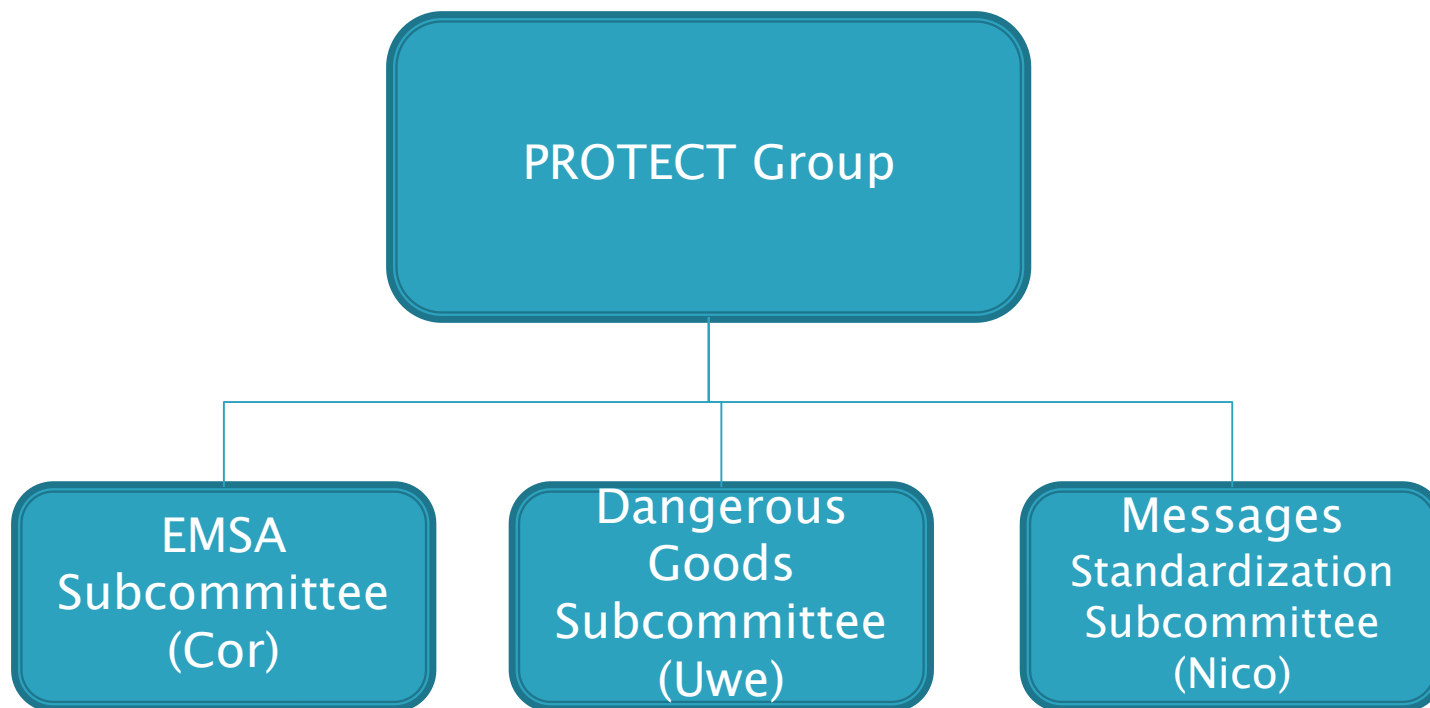 PROTECT Group
EMSA
Subcommittee
(Cor)
Dangerous
Goods
Subcommittee
(Uwe)
Messages
Standardization
Subcommittee
(Nico)